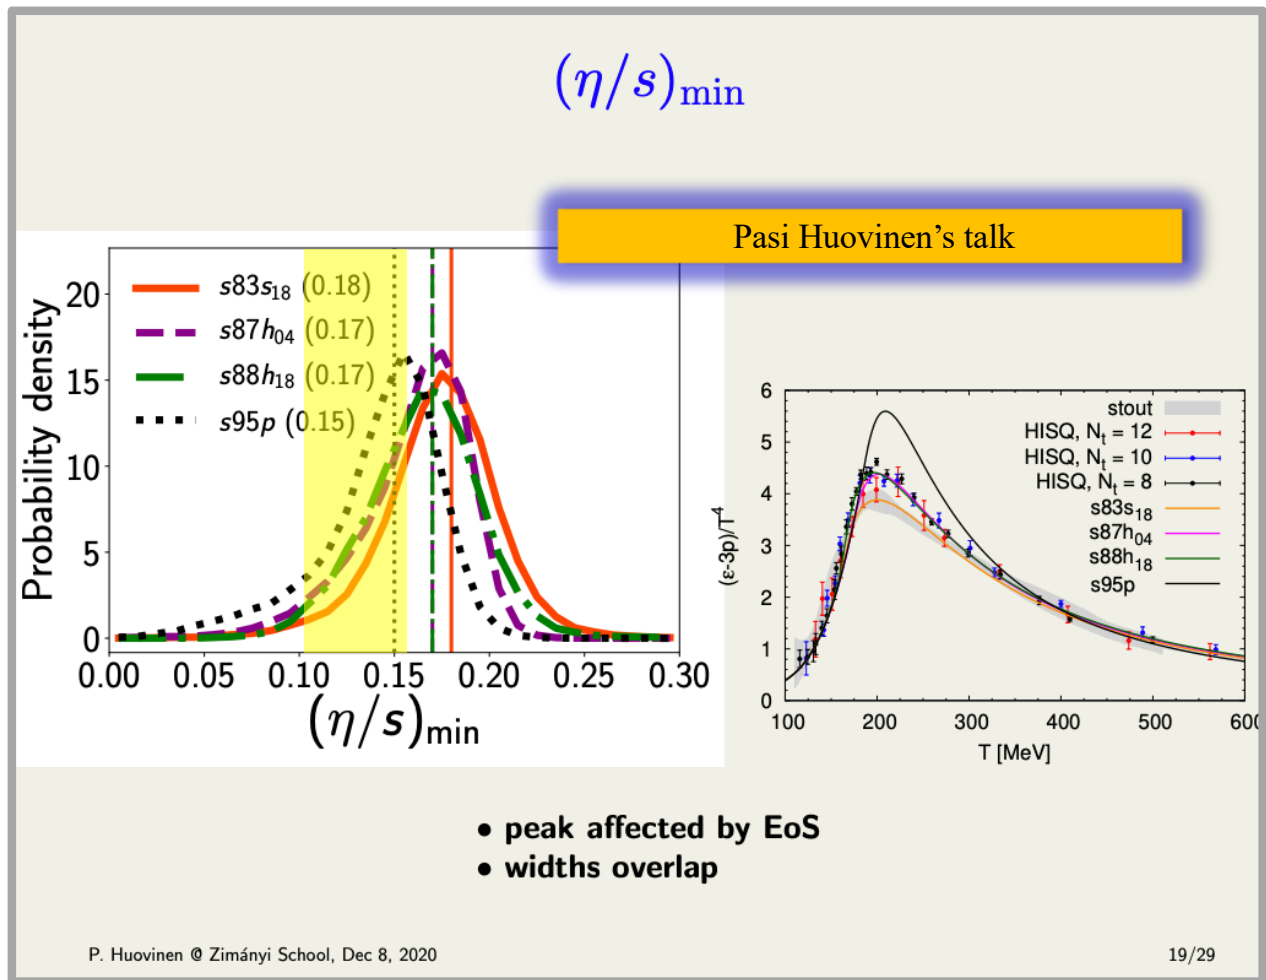 (η/s)min
Pasi Huovinen's talk
Probability density
20
15
10
5
0
s83s18 (0.18)
s87h04 (0.17)
s88h18 (0.17)
s95p (0.15)
0.00 0.05 0.10 0.15 0.20 0.25 0.30
(η/s)min
(ε-3p)/T4
6
5
4
3
2
1
0
stout
HISQ, Nt = 12
HISQ, Nt = 10
HISQ, Nt = 8
s83s18
s87h04
s88h18
s95p
100 200 300 400 500 600
T [MeV]
• peak affected by EoS
• widths overlap
P. Huovinen @ Zimányi School, Dec 8, 2020
19/29